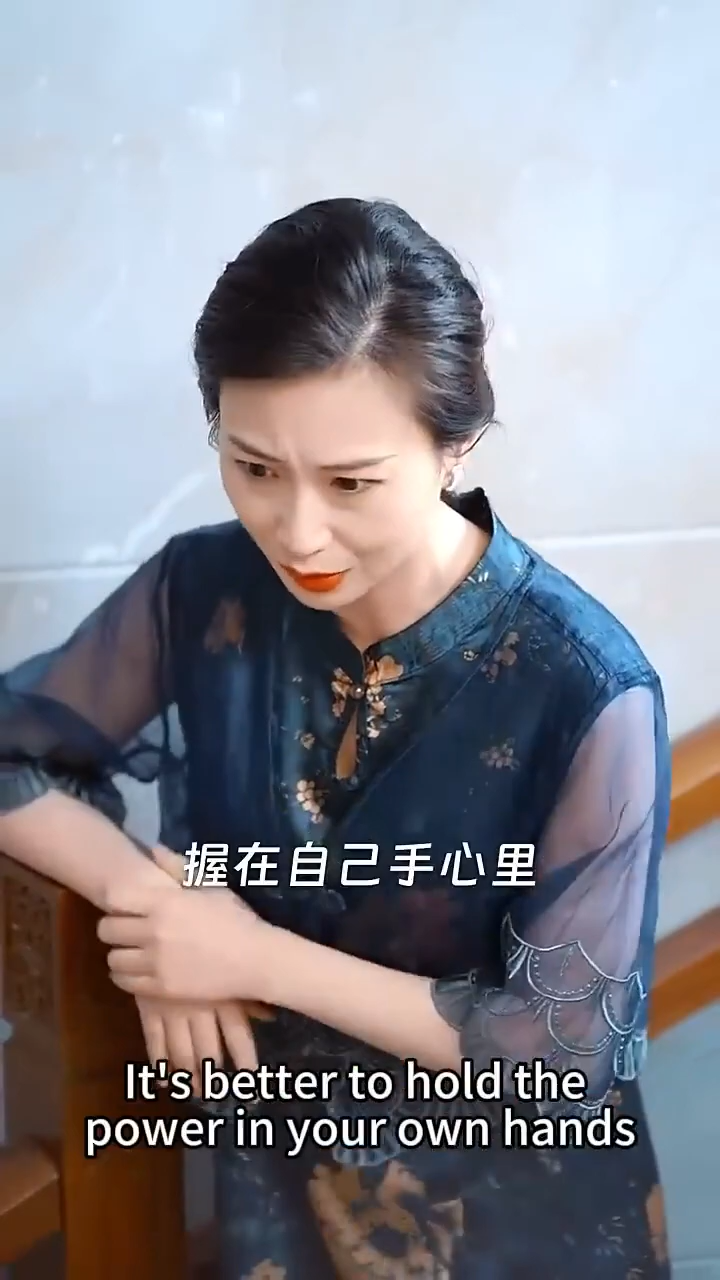 握在自己手心里
It's better to hold the
power in your own hands